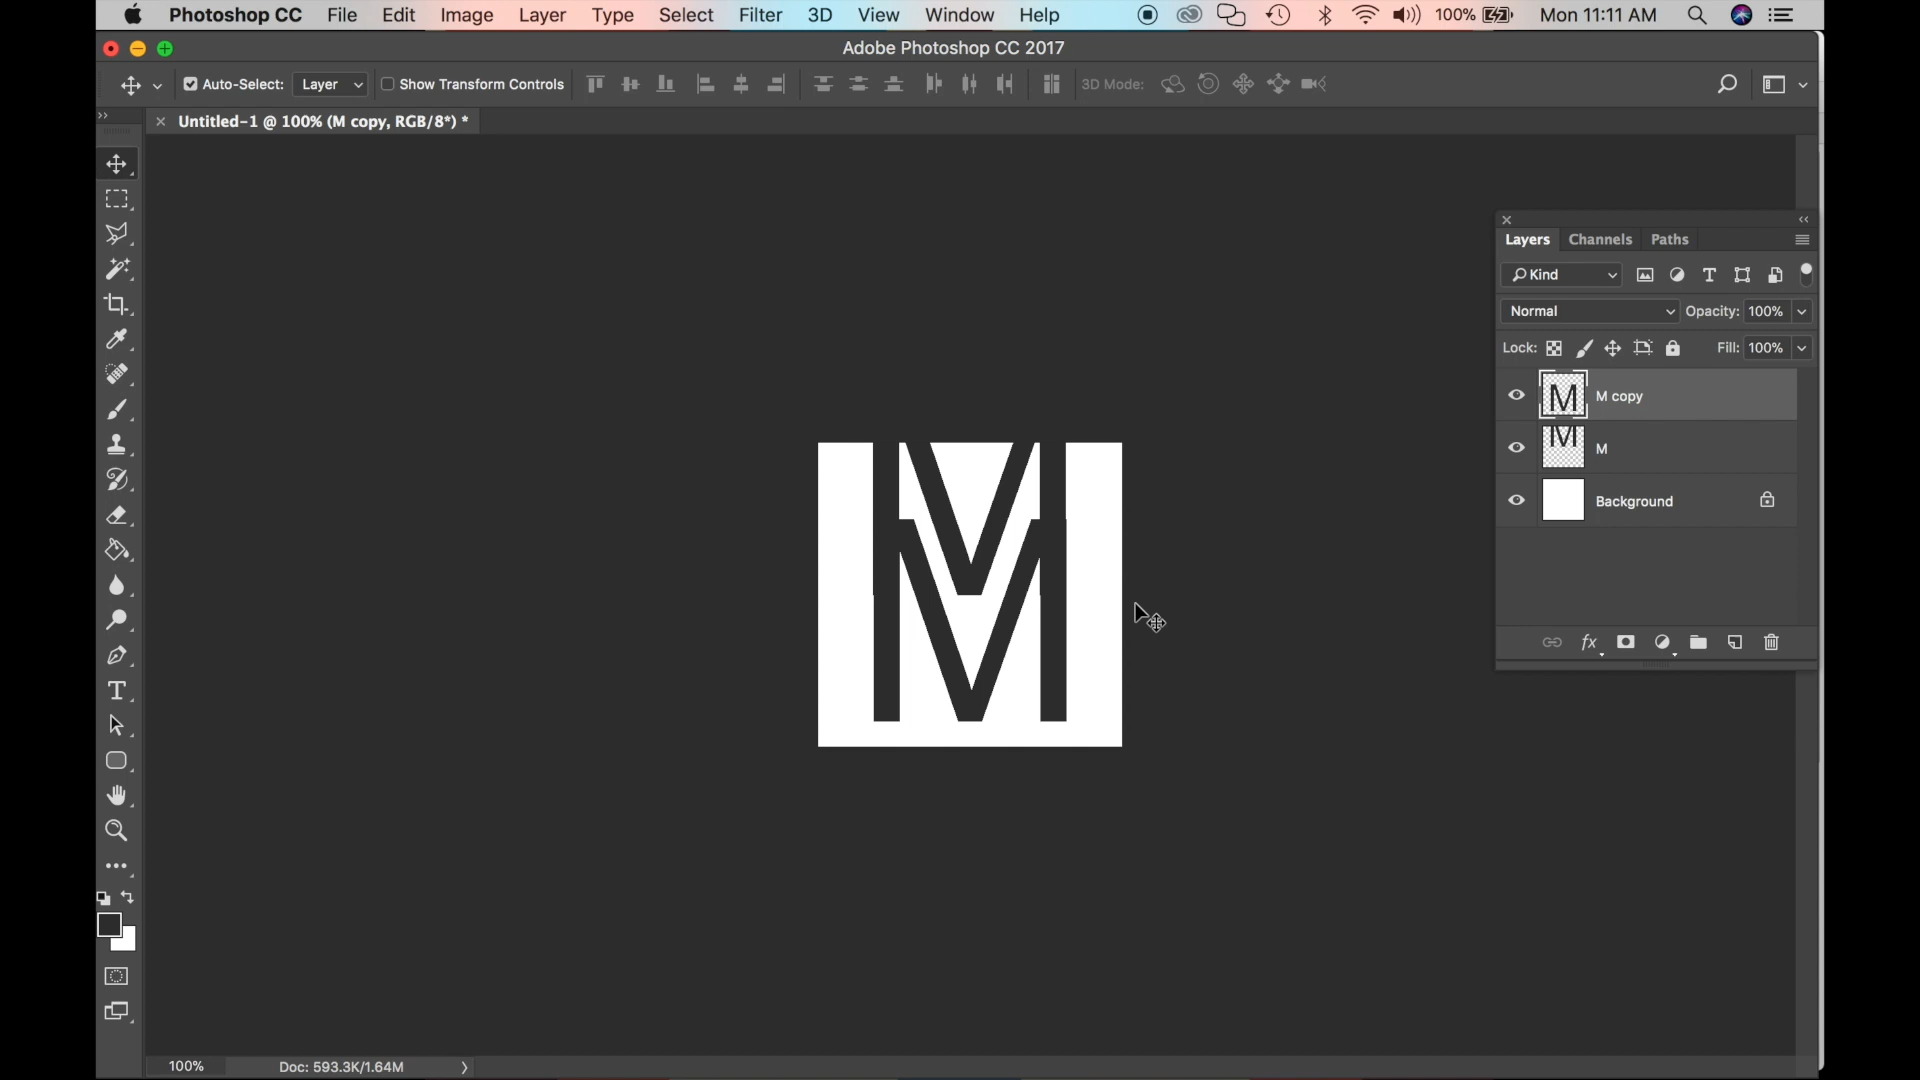 Photoshop CC File Edit Image Layer Type Select Filter 3D View Window Help 100% Mon 11:11 AM
Adobe Photoshop CC 2017
Auto-Select: Layer Show Transform Controls 3D Mode:
Untitled-1 @ 100% (M copy, RGB/8*) *
Layers Channels Paths
Kind
Normal Opacity: 100%
Lock: Fill: 100%
M M copy
M M
Background
fx
M
M
T
100% Doc: 593.3K/1.64M